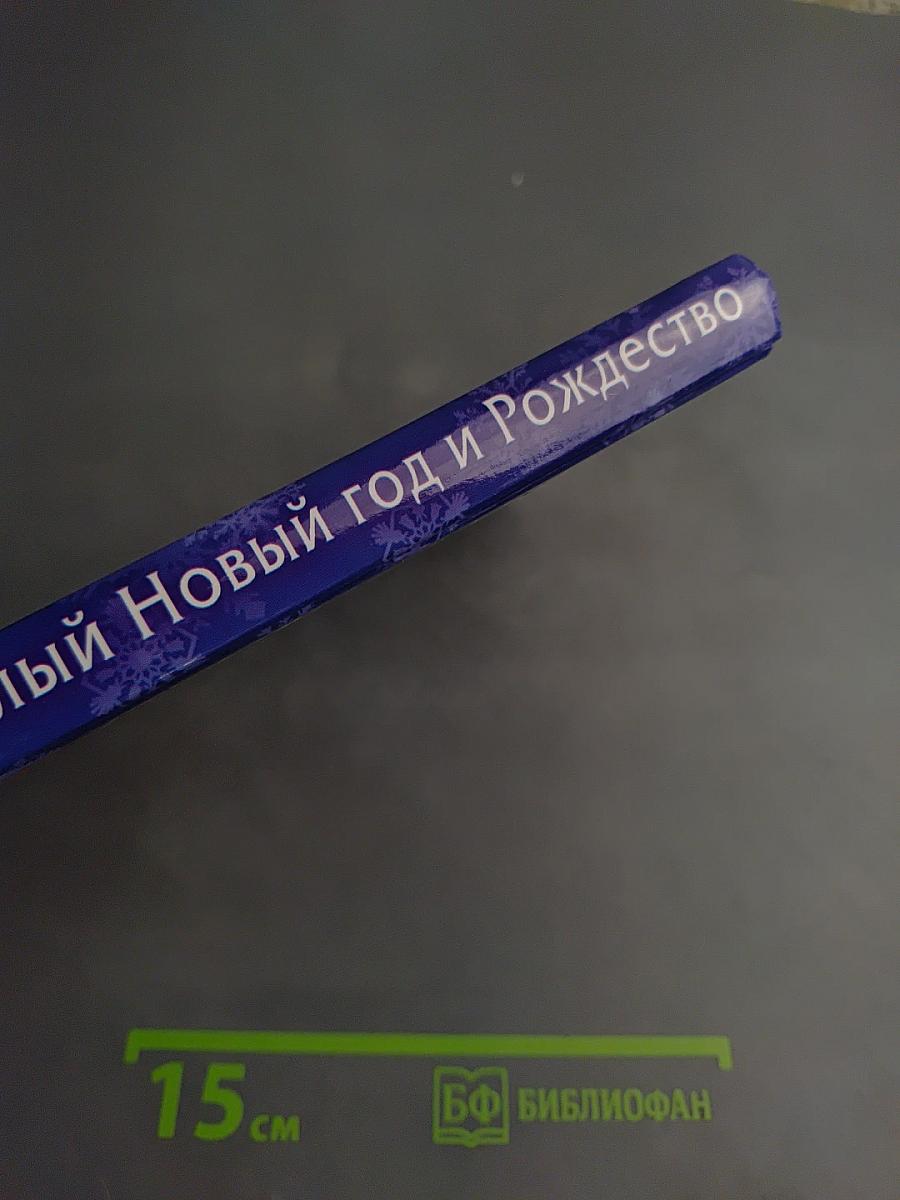 лый Новый год и Рождество
15 см
БФ БИБЛИОФАН